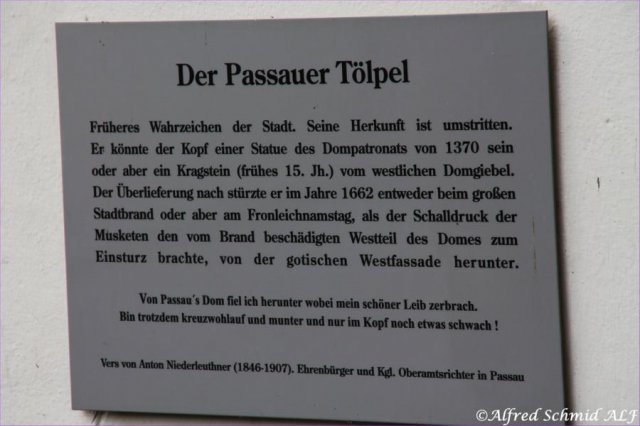 Der Passauer Tölpel
Früheres Wahrzeichen der Stadt. Seine Herkunft ist umstritten.
Er könnte der Kopf einer Statue des Dompatronats von 1370 sein
oder aber ein Kragstein (frühes 15. Jh.) vom westlichen Domgiebel.
Der Überlieferung nach stürzte er im Jahre 1662 entweder beim großen
Stadtbrand oder aber am Fronleichnamstag, als der Schalldruck der
Musketen den vom Brand beschädigten Westteil des Domes zum
Einsturz brachte, von der gotischen Westfassade herunter.
Von Passau's Dom fiel ich herunter wobei mein schöner Leib zerbrach.
Bin trotzdem kreuzwohlauf und munter und nur im Kopf noch etwas schwach !
Vers von Anton Niederleuthner (1846-1907). Ehrenbürger und Kgl. Oberamtsrichter in Passau
©Alfred Schmid ALF